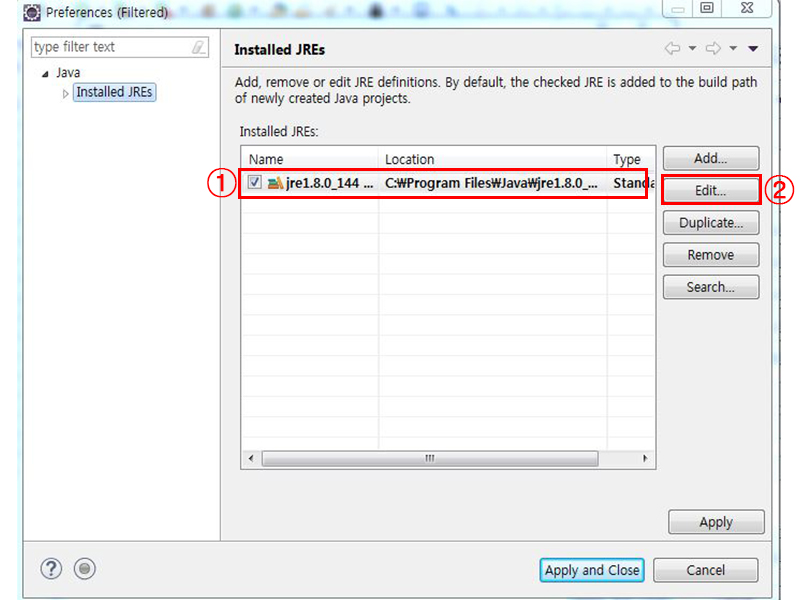 Preferences (Filtered)
type filter text
Java
Installed JREs
Installed JREs
Add, remove or edit JRE definitions. By default, the checked JRE is added to the build path
of newly created Java projects.
Installed JREs:
Name Location Type
① jre1.8.0_144 ... C:₩Program Files₩Java₩jre1.8.0_... Standa
Add...
Edit... ②
Duplicate...
Remove
Search...
Apply
Apply and Close Cancel